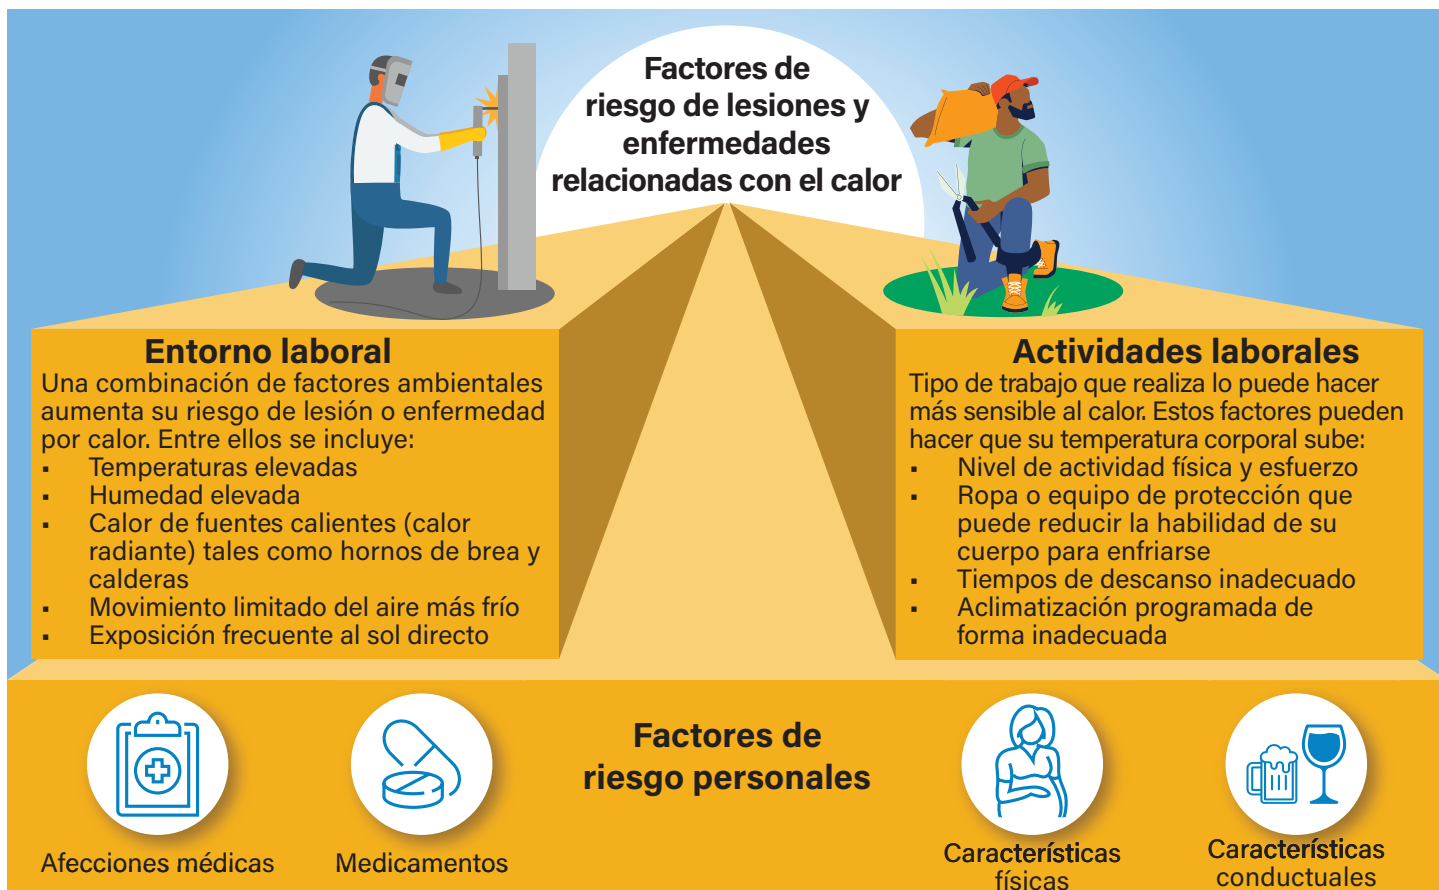 Factores de
riesgo de lesiones y
enfermedades
relacionadas con el calor
Entorno laboral
Una combinación de factores ambientales
aumenta su riesgo de lesión o enfermedad
por calor. Entre ellos se incluye:
▪ Temperaturas elevadas
▪ Humedad elevada
▪ Calor de fuentes calientes (calor
radiante) tales como hornos de brea y
calderas
▪ Movimiento limitado del aire más frío
▪ Exposición frecuente al sol directo
Actividades laborales
Tipo de trabajo que realiza lo puede hacer
más sensible al calor. Estos factores pueden
hacer que su temperatura corporal sube:
▪ Nivel de actividad física y esfuerzo
▪ Ropa o equipo de protección que
puede reducir la habilidad de su
cuerpo para enfriarse
▪ Tiempos de descanso inadecuado
▪ Aclimatización programada de
forma inadecuada
Factores de
riesgo personales
Afecciones médicas
Medicamentos
Características
físicas
Características
conductuales